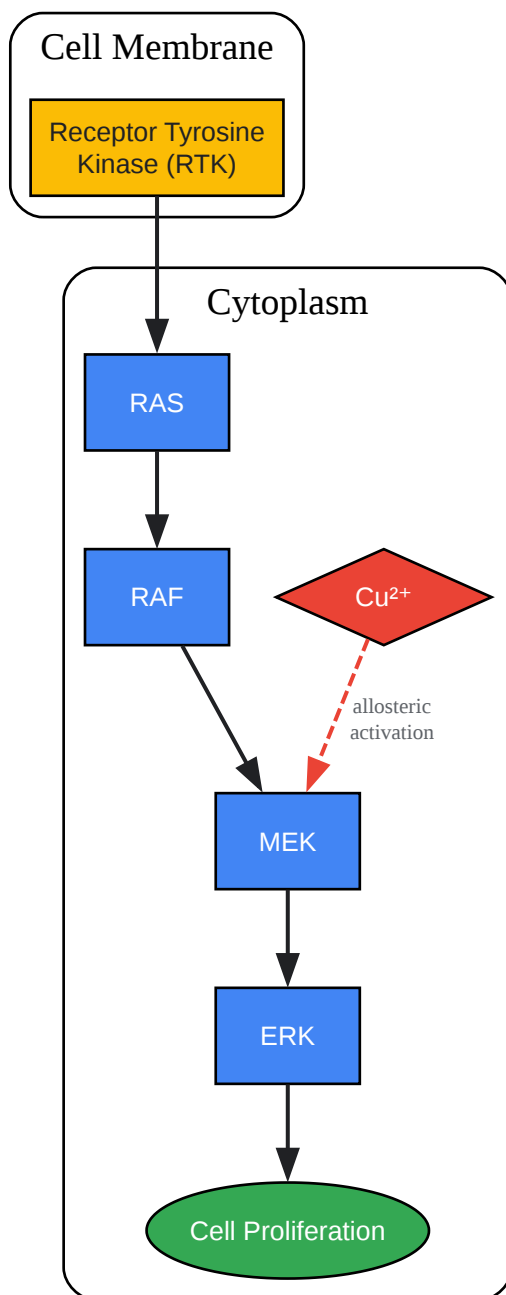 Cell Membrane
Receptor Tyrosine
Kinase (RTK)
Cytoplasm
RAS
RAF
Cu²⁺
allosteric
activation
MEK
ERK
Cell Proliferation